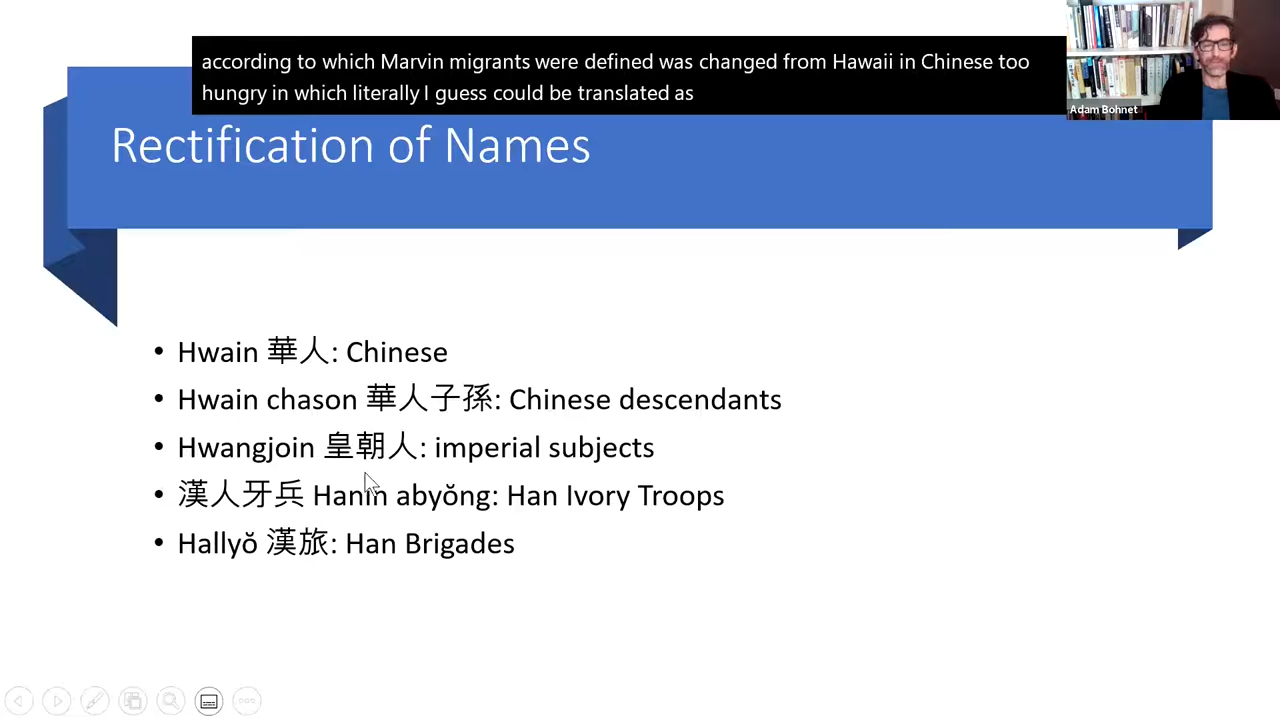 according to which Marvin migrants were defined was changed from Hawaii in Chinese too
hungry in which literally I guess could be translated as
Adam Bohnet
Rectification of Names
• Hwain 華人: Chinese
• Hwain chason 華人子孫: Chinese descendants
• Hwangjoin 皇朝人: imperial subjects
• 漢人牙兵 Hanin abyŏng: Han Ivory Troops
• Hallyŏ 漢旅: Han Brigades